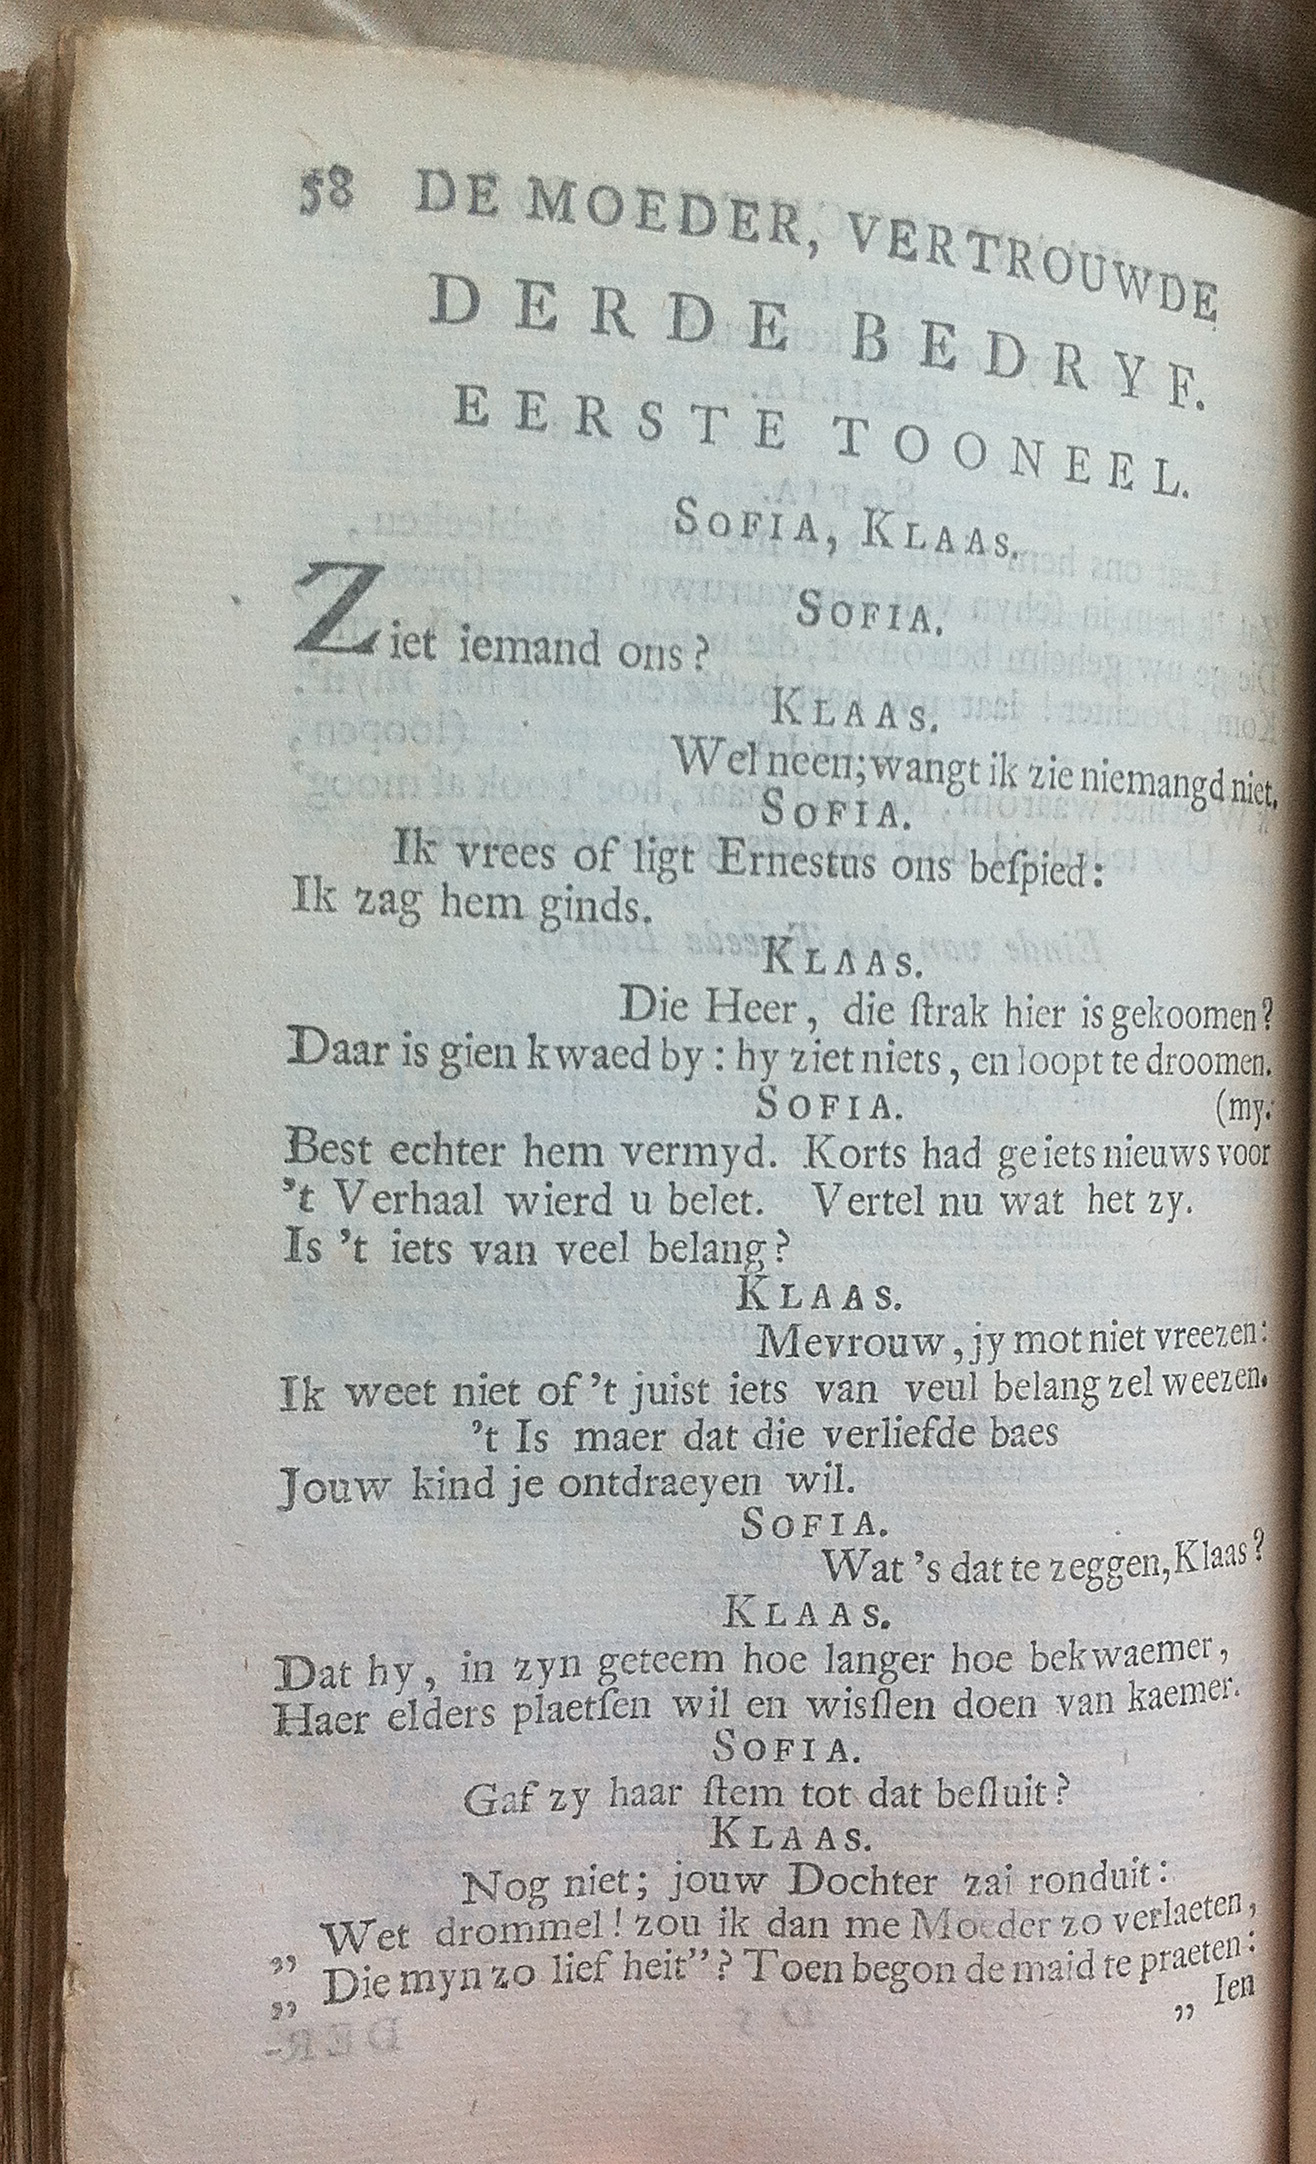 58 DE MOEDER, VERTROUWDE
DERDE BEDRYF.
EERSTE TOONEEL.
SOFIA, KLAAS.
SOFIA.
Ziet iemand ons?
KLAAS.
Wel neen; wangt ik zie niemangd niet.
SOFIA.
Ik vrees of ligt Ernestus ons beſpied:
Ik zag hem ginds.
KLAAS.
Die Heer, die ſtrak hier is gekoomen?
Daar is gien kwaed by: hy ziet niets, en loopt te droomen.
SOFIA. (my.
Best echter hem vermyd. Korts had ge iets nieuws voor
't Verhaal wierd u belet. Vertel nu wat het zy.
Is 't iets van veel belang?
KLAAS.
Mevrouw, jy mot niet vreezen:
Ik weet niet of 't juist iets van veul belang zel weezen.
't Is maer dat die verliefde baes
Jouw kind je ontdraeyen wil.
SOFIA.
Wat 's dat te zeggen, Klaas?
KLAAS.
Dat hy, in zyn geteem hoe langer hoe bekwaemer,
Haer elders plaetſen wil en wisſlen doen van kaemer.
SOFIA.
Gaf zy haar ſtem tot dat beſluit?
KLAAS.
Nog niet; jouw Dochter zai ronduit:
„ Wet drommel! zou ik dan me Moeder zo verlaeten,
„ Die myn zo lief heit”? Toen begon de maid te praeten:
„ Ien